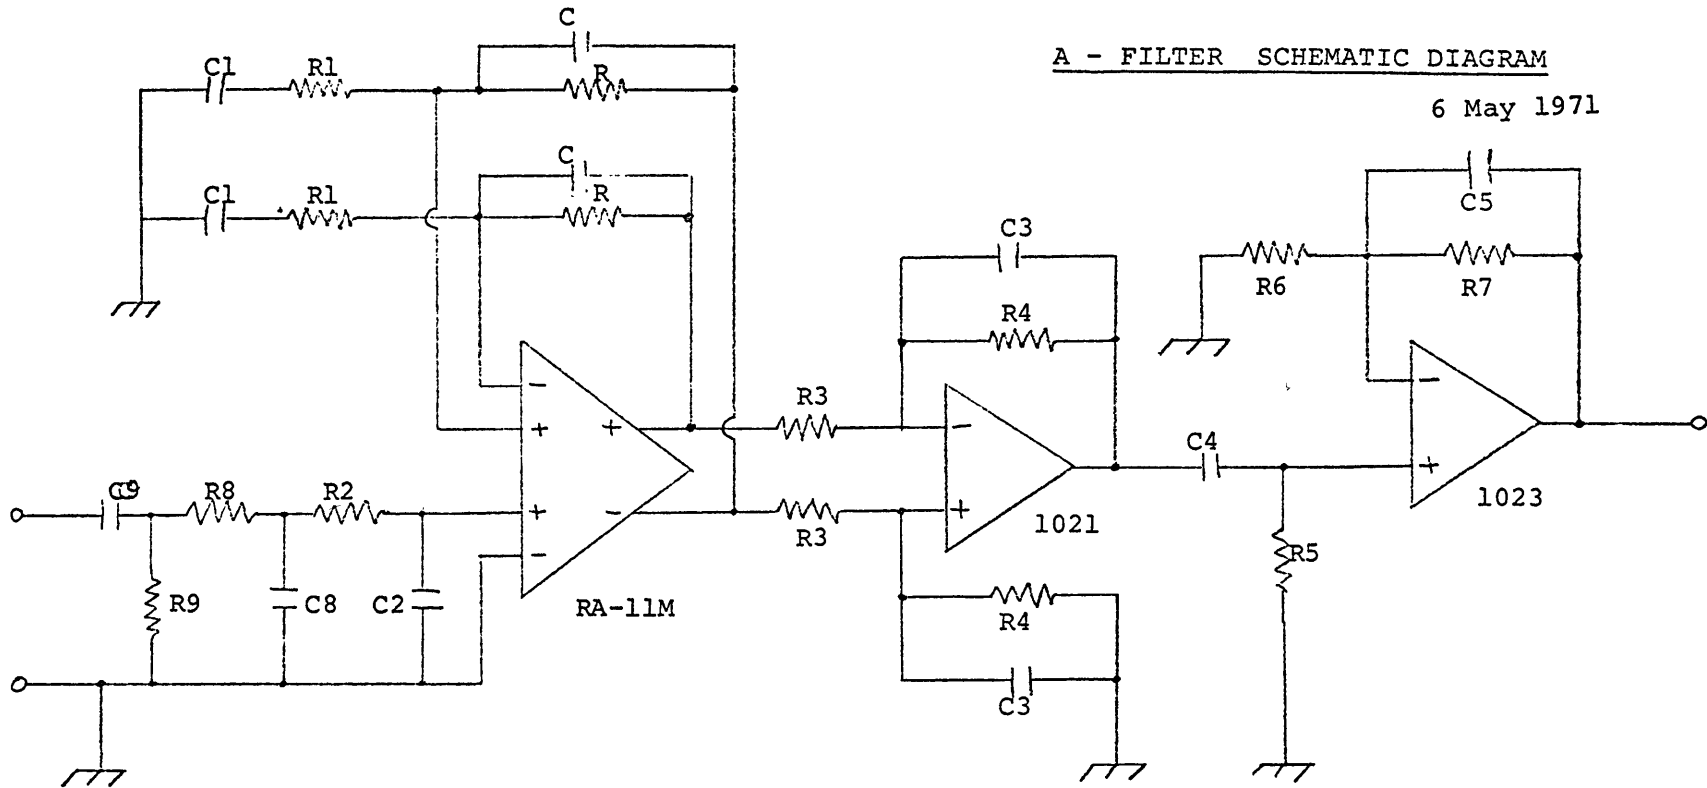 A - FILTER SCHEMATIC DIAGRAM
6 May 1971
C
C1 R1 R
C
C1 R1 R
C5
C3
R6 R7
R4
- -
R3
+ + -
C4
+
C9 R8 R2 + - +
1023
R3 1021
- R5
R9 C8 C2 RA-11M
R4
C3